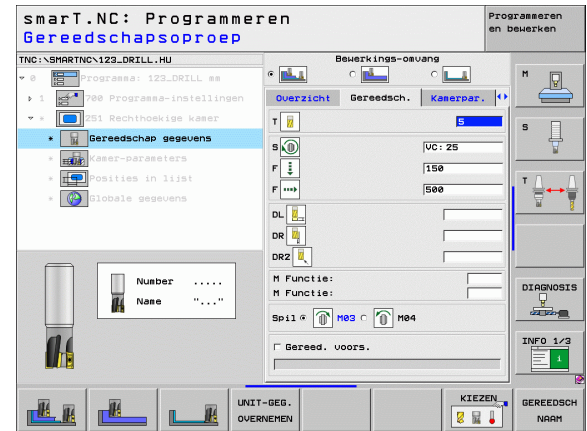 smarT.NC: Programmeren
Gereedschapsoproep
Programmeren
en bewerken
TNC:\SMARTNC\123_DRILL.HU
0 Programma: 123_DRILL mm
1 700 Programma-instellingen
* 251 Rechthoekige kamer
* Gereedschap gegevens
* Kamer-parameters
* Posities in lijst
* Globale gegevens
Number .....
Name "..."
Bewerkings-omvang
Overzicht Gereedsch. Kamerpar.
T 5
S VC:25
F 150
F 500
DL
DR
DR2
M Functie:
M Functie:
Spil M03 M04
Gereed. voors.
M
S
T
DIAGNOSIS
INFO 1/3
1
UNIT-GEG.
OVERNEMEN
KIEZEN
GEREEDSCH
NAAM